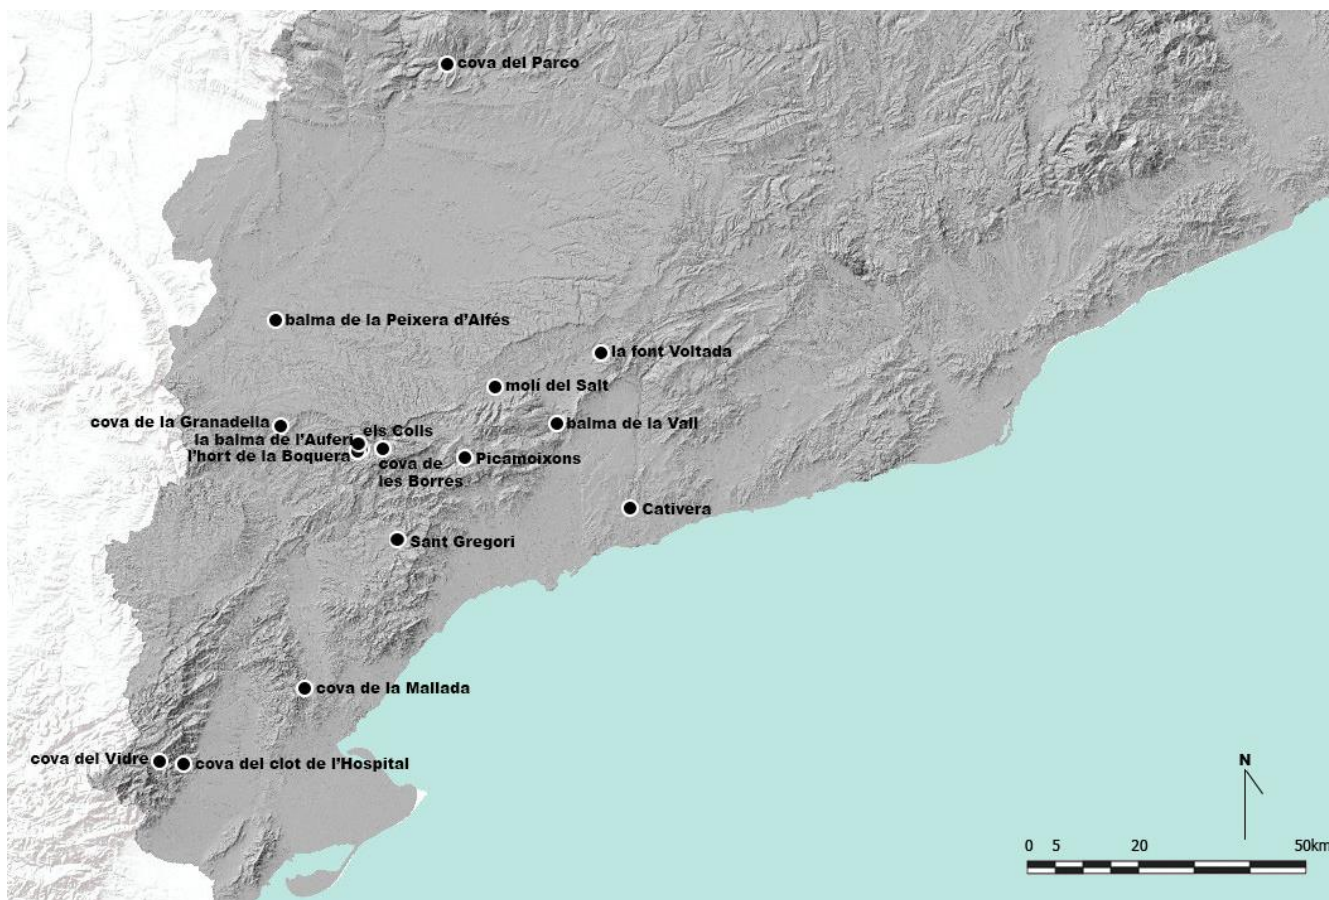 cova del Parco
balma de la Peixera d'Alfés
la font Voltada
molí del Salt
cova de la Granadella
balma de la Vall
els Colls
la balma de l'Auferí
l'hort de la Boquera
cova de
les Borres
Picamoixons
Cativera
Sant Gregori
cova de la Mallada
cova del Vidre
cova del clot de l'Hospital
N
0 5 20 50km